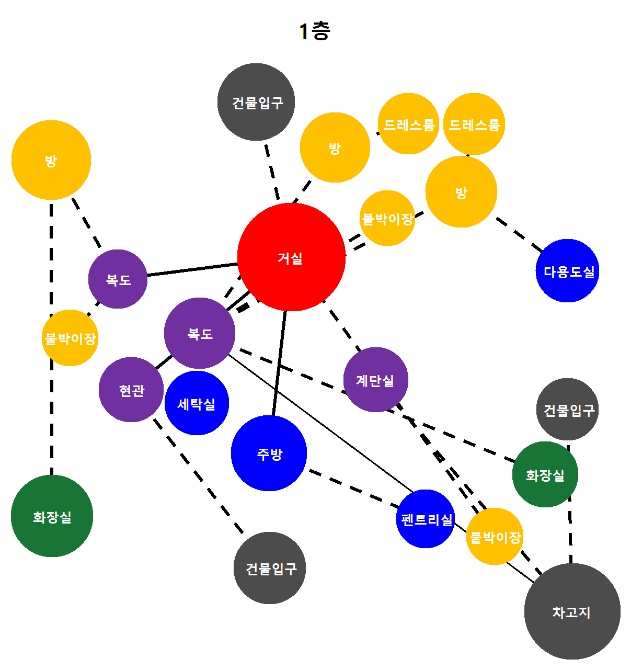 1층
건물입구
드레스룸
드레스룸
방
방
방
붙박이장
거실
다용도실
복도
복도
붙박이장
계단실
현관
세탁실
건물입구
주방
화장실
화장실
펜트리실
붙박이장
건물입구
차고지